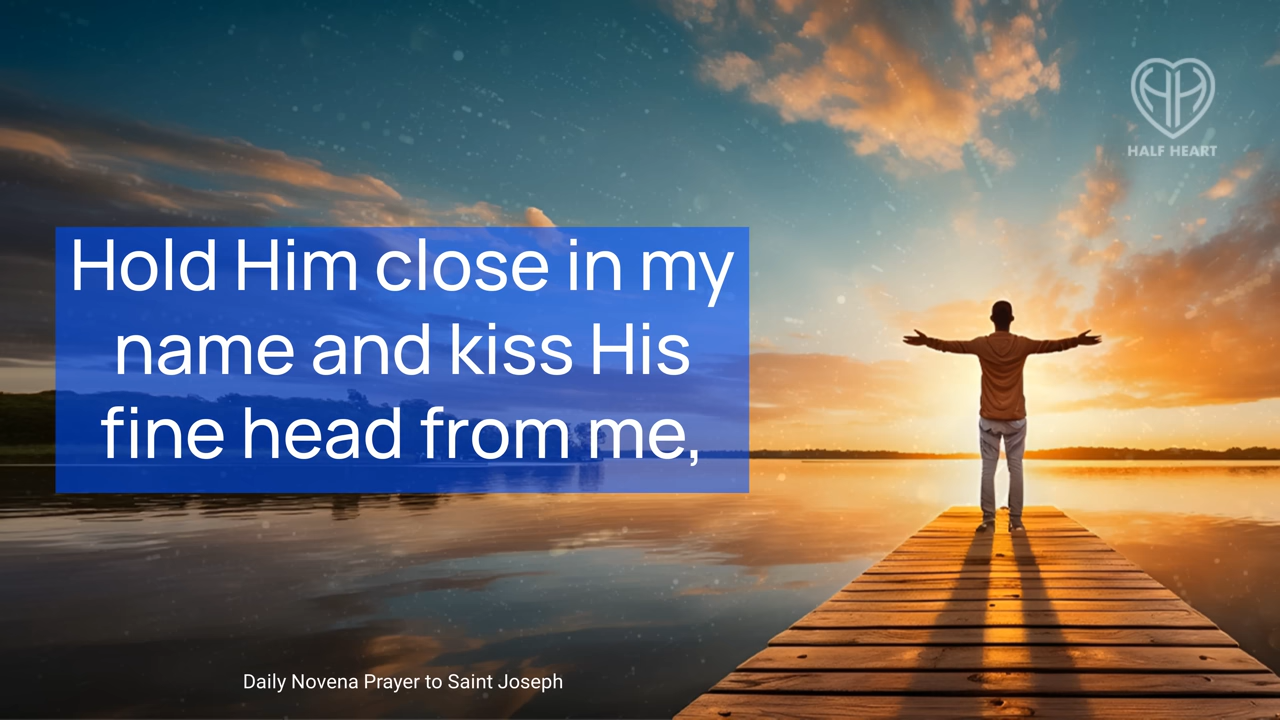 HALF HEART
Hold Him close in my
name and kiss His
fine head from me,
Daily Novena Prayer to Saint Joseph